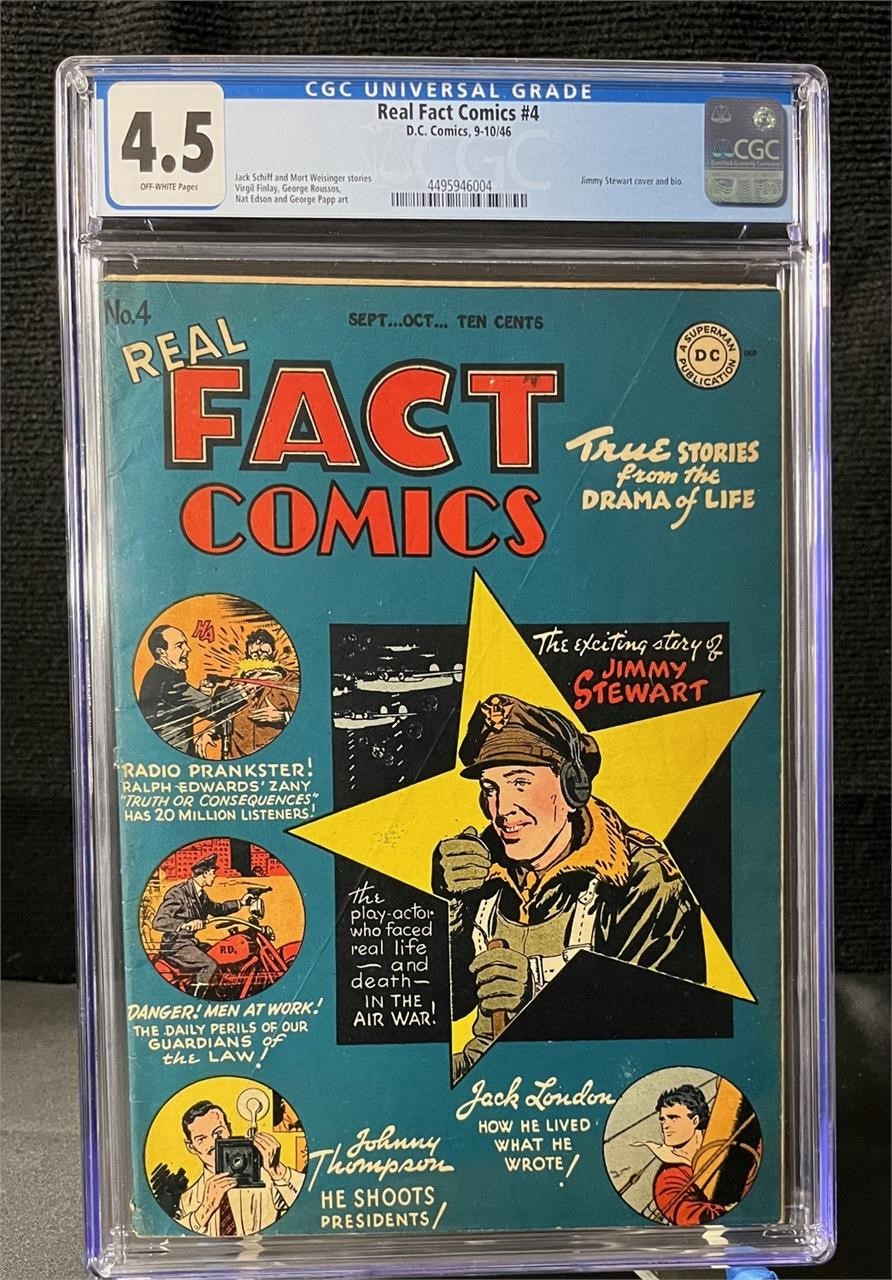 CGC UNIVERSAL GRADE
4.5
OFF-WHITE Pages
Real Fact Comics #4
D.C. Comics, 9-10/46
Jack Schiff and Mort Weisinger stories
Virgil Finlay, George Roussos,
Nat Edson and George Papp art
4495946004
Jimmy Stewart cover and bio.
CGC
CGC
Certified Guaranty Company
No.4
SEPT...OCT... TEN CENTS
REAL
FACT
COMICS
A SUPERMAN
DC
PUBLICATION
True STORIES
from the
DRAMA of LIFE
HA
RADIO PRANKSTER!
RALPH EDWARDS' ZANY
"TRUTH OR CONSEQUENCES"
HAS 20 MILLION LISTENERS!
The exciting story of
JIMMY
STEWART
the
play-actor
who faced
real life
— and
death —
IN THE
AIR WAR!
P.D.
DANGER! MEN AT WORK!
THE DAILY PERILS OF OUR
GUARDIANS of
the LAW!
Johnny
Thompson
HE SHOOTS
PRESIDENTS!
Jack London
HOW HE LIVED
WHAT HE
WROTE!